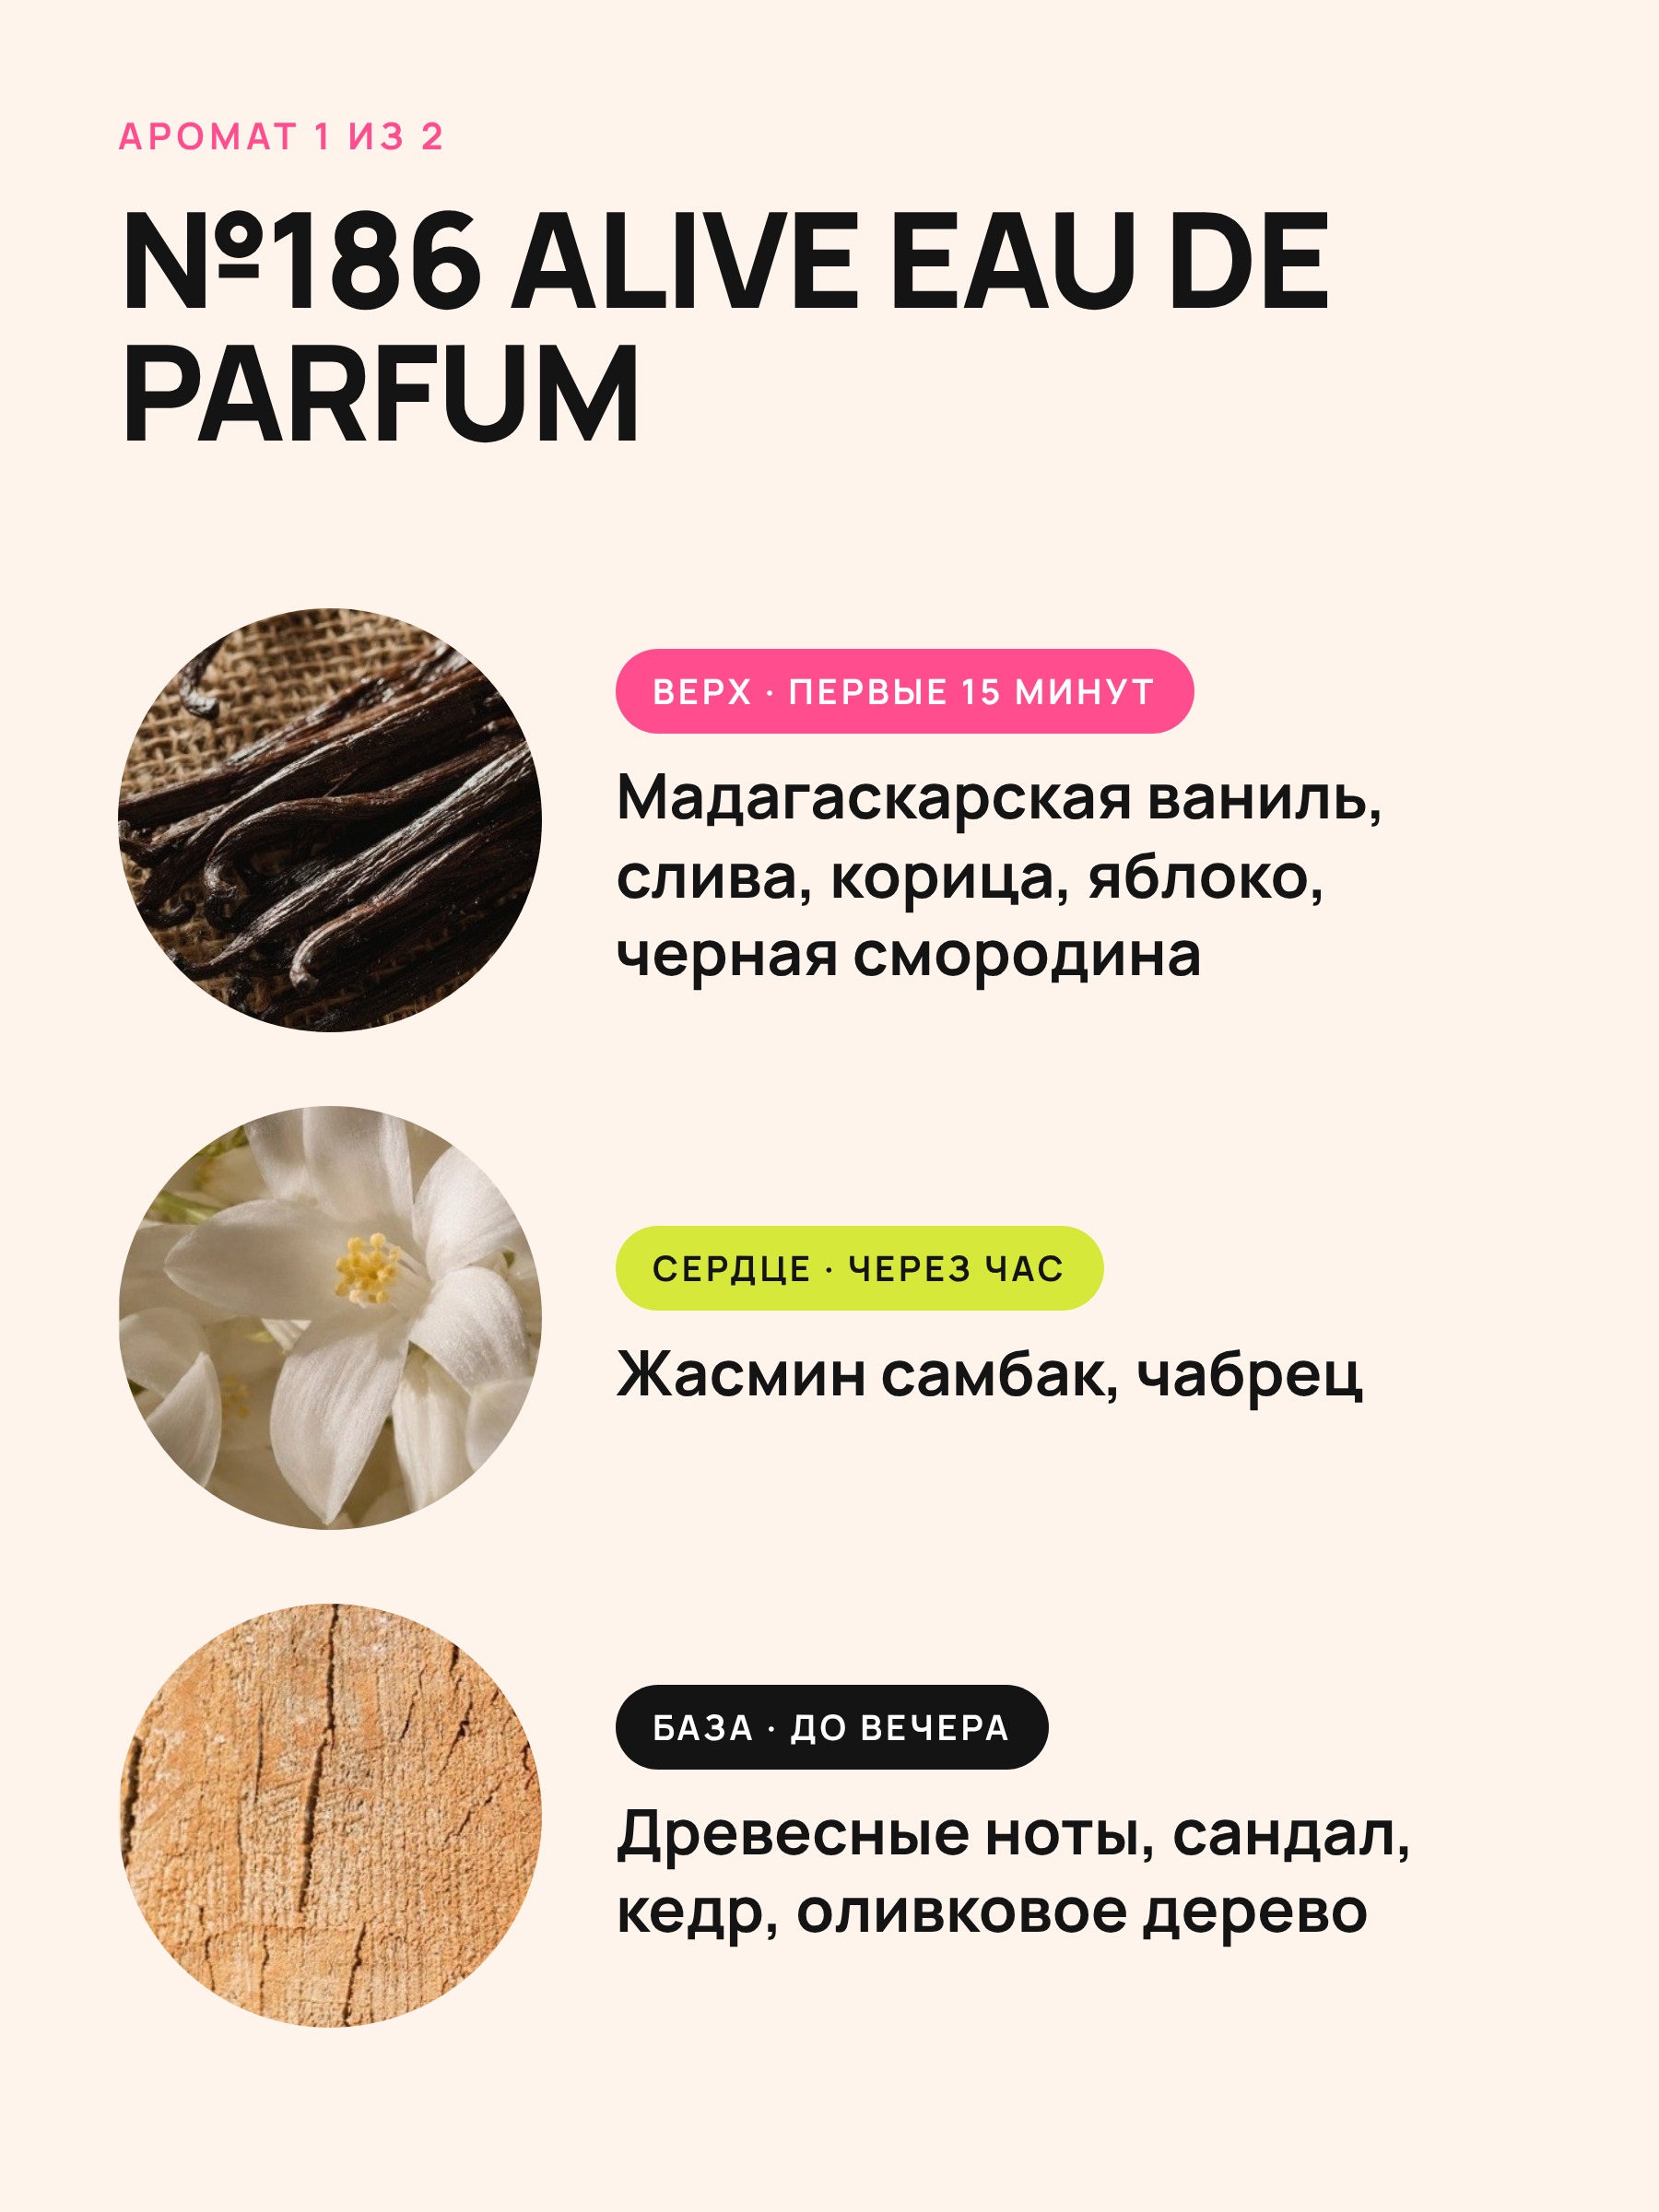 АРОМАТ 1 ИЗ 2
№186 ALIVE EAU DE
PARFUM
ВЕРХ · ПЕРВЫЕ 15 МИНУТ
Мадагаскарская ваниль,
слива, корица, яблоко,
черная смородина
СЕРДЦЕ · ЧЕРЕЗ ЧАС
Жасмин самбак, чабрец
БАЗА · ДО ВЕЧЕРА
Древесные ноты, сандал,
кедр, оливковое дерево